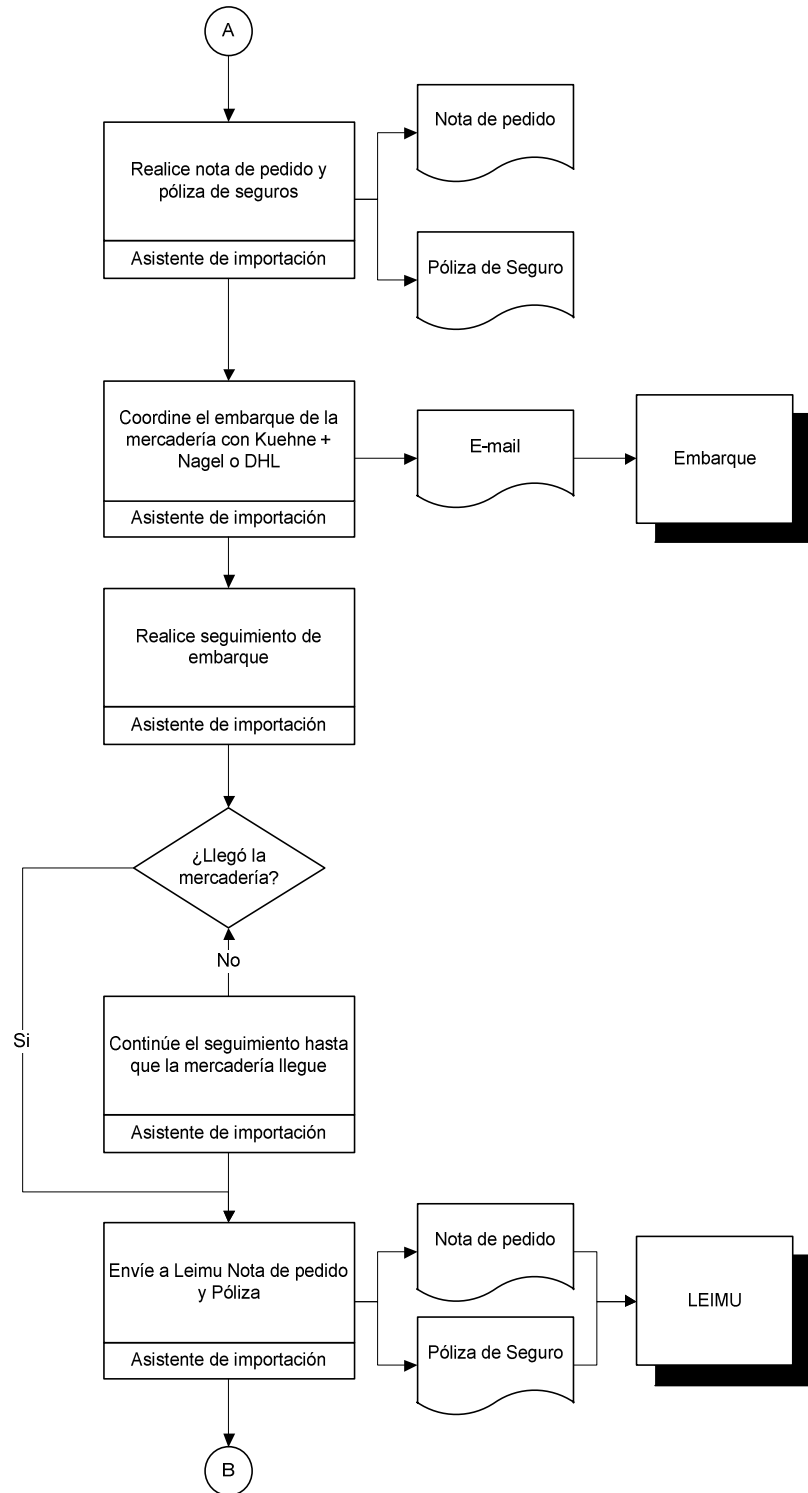 A
Realice nota de pedido y
póliza de seguros
Asistente de importación
Nota de pedido
Póliza de Seguro
Coordine el embarque de la
mercadería con Kuehne +
Nagel o DHL
Asistente de importación
E-mail
Embarque
Realice seguimiento de
embarque
Asistente de importación
¿Llegó la
mercadería?
No
Si
Continúe el seguimiento hasta
que la mercadería llegue
Asistente de importación
Envíe a Leimu Nota de pedido
y Póliza
Asistente de importación
Nota de pedido
Póliza de Seguro
LEIMU
B